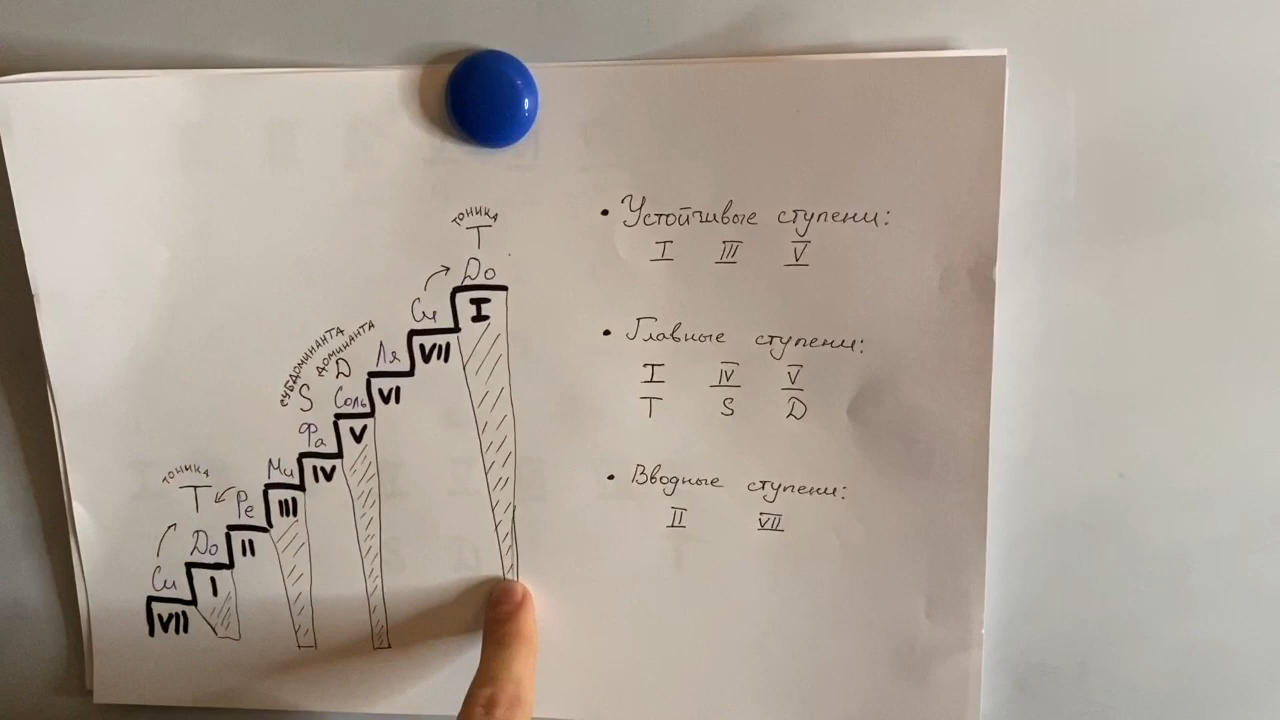 тоника
Т
До
I
Си
VII
Ля
VI
субдоминанта
доминанта
S
D
Соль
V
Фа
IV
Ми
III
тоника
Т
Ре
II
До
I
Си
VII
• Устойчивые ступени:
I III V
• Главные ступени:
I IV V
T S D
• Вводные ступени:
II VII